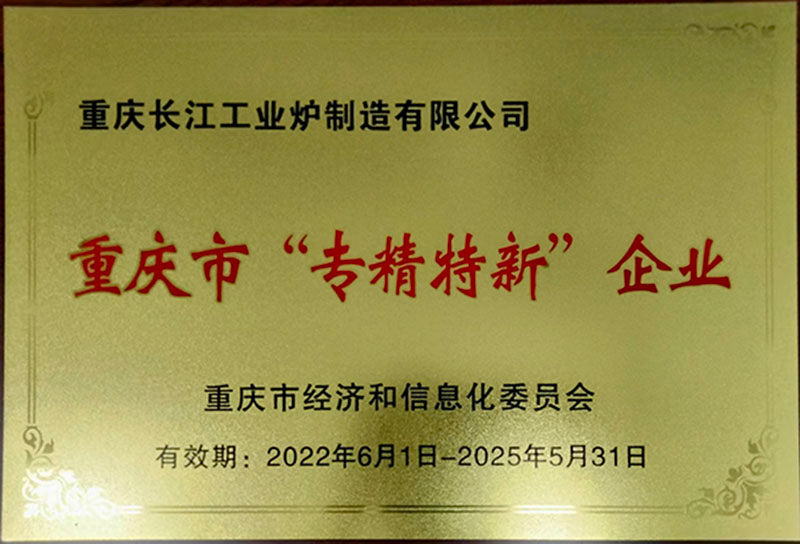 重庆长江工业炉制造有限公司
重庆市“专精特新”企业
重庆市经济和信息化委员会
有效期：2022年6月1日-2025年5月31日